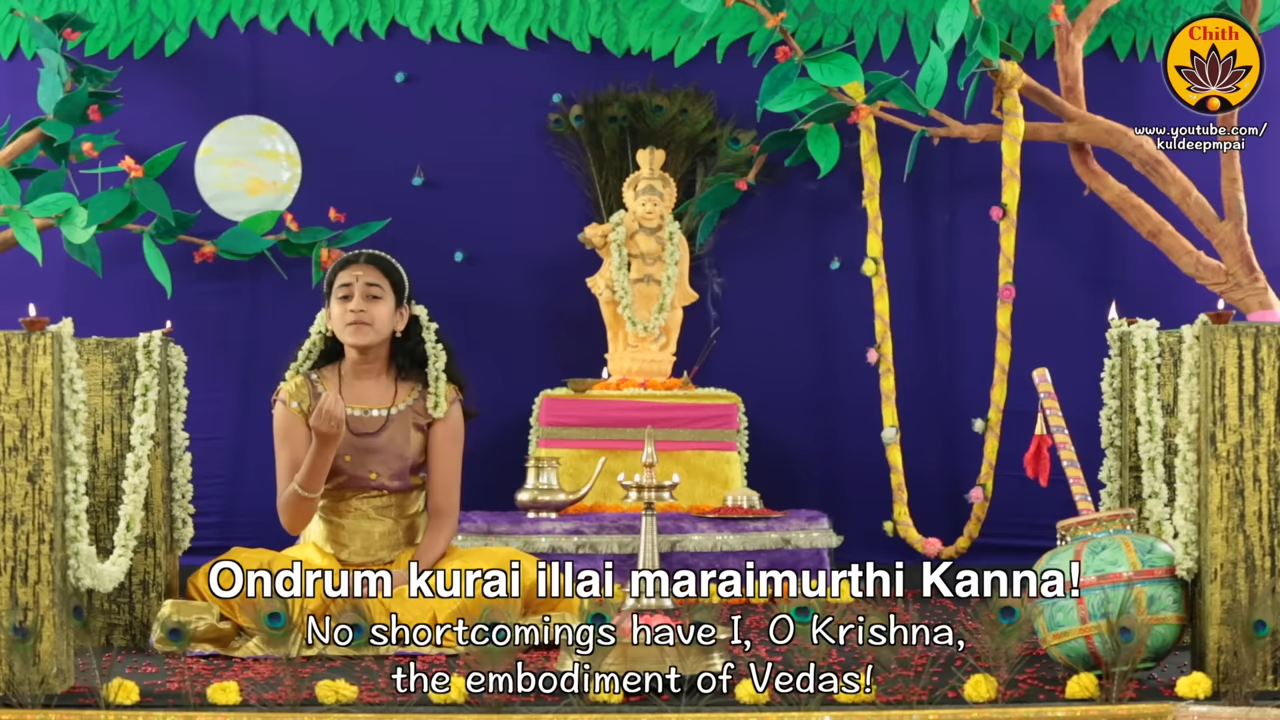 Chith
www.youtube.com/
kuldeepmpai
Ondrum kurai illai maraimurthi Kanna!
No shortcomings have I, O Krishna,
the embodiment of Vedas!